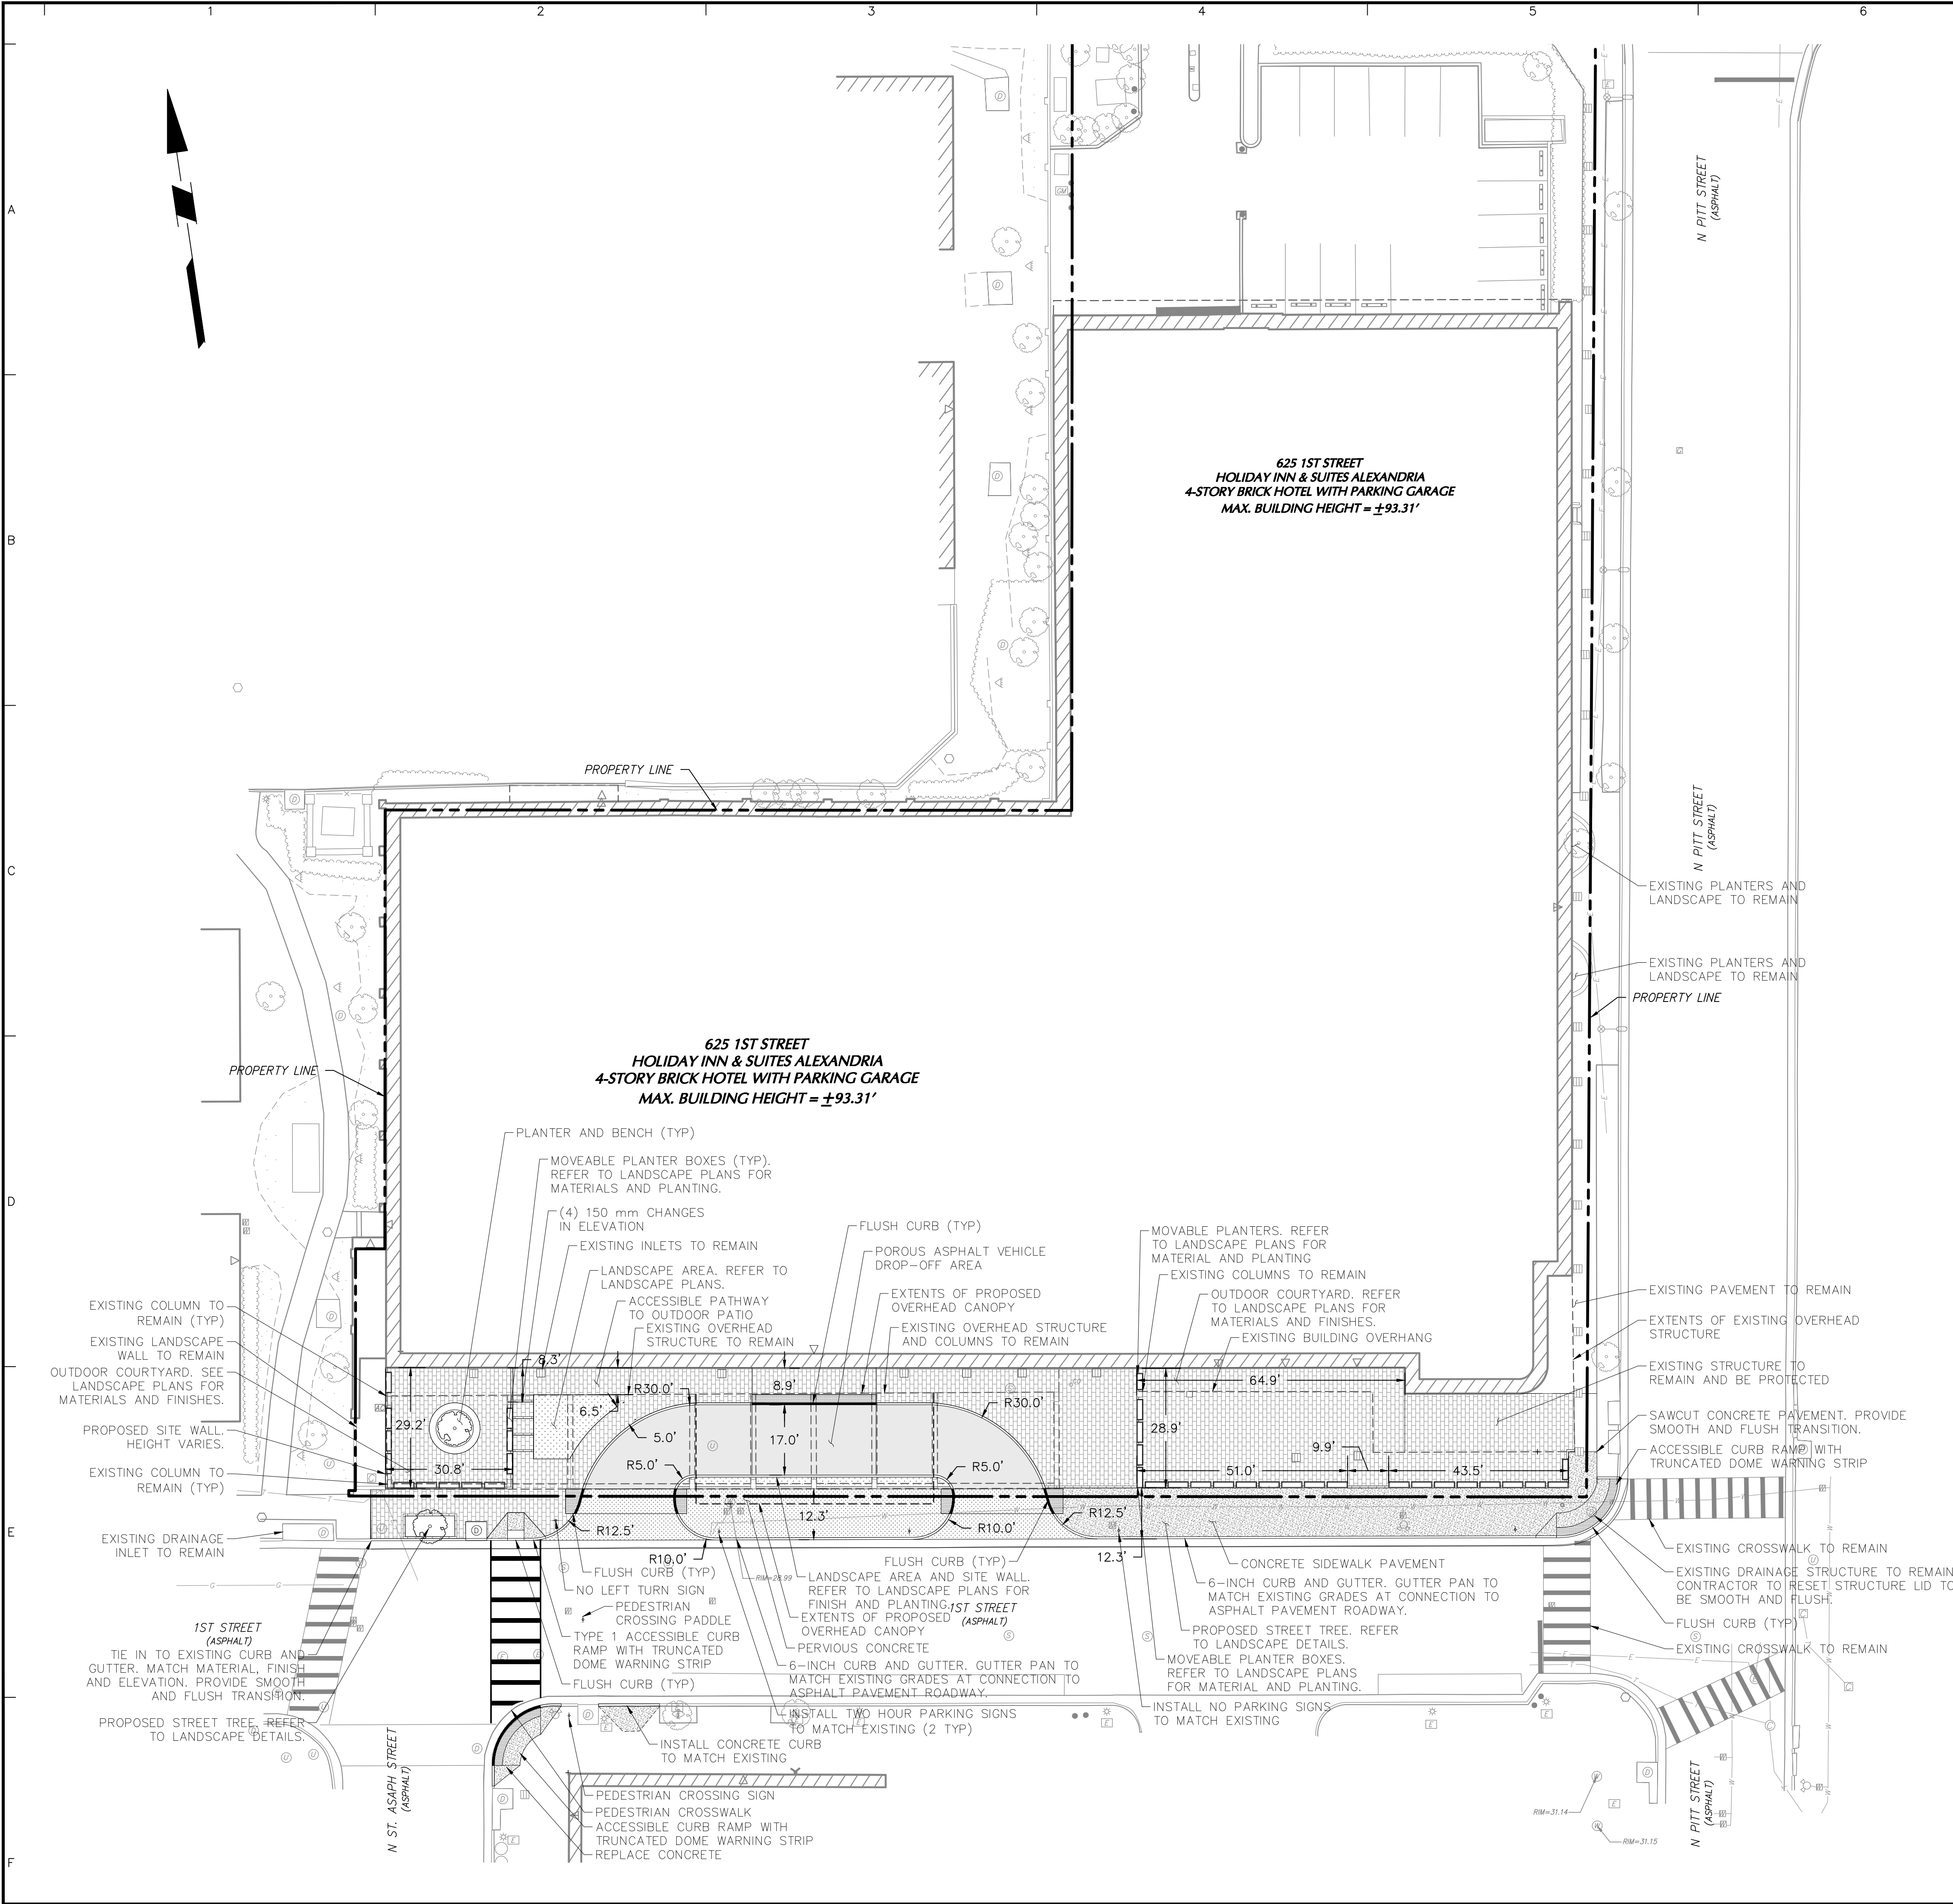 1
2
3
4
5
6
A
B
C
D
E
F
N PITT STREET
(ASPHALT)
625 1ST STREET
HOLIDAY INN & SUITES ALEXANDRIA
4-STORY BRICK HOTEL WITH PARKING GARAGE
MAX. BUILDING HEIGHT = ±93.31'
PROPERTY LINE
N PITT STREET
(ASPHALT)
EXISTING PLANTERS AND
LANDSCAPE TO REMAIN
EXISTING PLANTERS AND
LANDSCAPE TO REMAIN
PROPERTY LINE
PROPERTY LINE
625 1ST STREET
HOLIDAY INN & SUITES ALEXANDRIA
4-STORY BRICK HOTEL WITH PARKING GARAGE
MAX. BUILDING HEIGHT = ±93.31'
PLANTER AND BENCH (TYP)
MOVEABLE PLANTER BOXES (TYP).
REFER TO LANDSCAPE PLANS FOR
MATERIALS AND PLANTING.
(4) 150 mm CHANGES
IN ELEVATION
EXISTING INLETS TO REMAIN
LANDSCAPE AREA. REFER TO
LANDSCAPE PLANS.
ACCESSIBLE PATHWAY
TO OUTDOOR PATIO
EXISTING OVERHEAD
STRUCTURE TO REMAIN
FLUSH CURB (TYP)
POROUS ASPHALT VEHICLE
DROP-OFF AREA
EXTENTS OF PROPOSED
OVERHEAD CANOPY
EXISTING OVERHEAD STRUCTURE
AND COLUMNS TO REMAIN
MOVABLE PLANTERS. REFER
TO LANDSCAPE PLANS FOR
MATERIAL AND PLANTING
EXISTING COLUMNS TO REMAIN
OUTDOOR COURTYARD. REFER
TO LANDSCAPE PLANS FOR
MATERIALS AND FINISHES.
EXISTING BUILDING OVERHANG
EXISTING PAVEMENT TO REMAIN
EXTENTS OF EXISTING OVERHEAD
STRUCTURE
EXISTING STRUCTURE TO
REMAIN AND BE PROTECTED
SAWCUT CONCRETE PAVEMENT. PROVIDE
SMOOTH AND FLUSH TRANSITION.
ACCESSIBLE CURB RAMP WITH
TRUNCATED DOME WARNING STRIP
EXISTING COLUMN TO
REMAIN (TYP)
EXISTING LANDSCAPE
WALL TO REMAIN
OUTDOOR COURTYARD. SEE
LANDSCAPE PLANS FOR
MATERIALS AND FINISHES.
PROPOSED SITE WALL.
HEIGHT VARIES.
EXISTING COLUMN TO
REMAIN (TYP)
EXISTING DRAINAGE
INLET TO REMAIN
8.3'
29.2'
30.8'
6.5'
R30.0'
8.9'
5.0'
17.0'
R30.0'
R5.0'
R5.0'
12.3'
R12.5'
R10.0'
R10.0'
R12.5'
28.9'
64.9'
9.9'
51.0'
43.5'
12.3'
FLUSH CURB (TYP)
NO LEFT TURN SIGN
PEDESTRIAN
CROSSING PADDLE
TYPE 1 ACCESSIBLE CURB
RAMP WITH TRUNCATED
DOME WARNING STRIP
FLUSH CURB (TYP)
RIM=28.99
FLUSH CURB (TYP)
LANDSCAPE AREA AND SITE WALL.
REFER TO LANDSCAPE PLANS FOR
FINISH AND PLANTING.
EXTENTS OF PROPOSED
OVERHEAD CANOPY
PERVIOUS CONCRETE
6-INCH CURB AND GUTTER. GUTTER PAN TO
MATCH EXISTING GRADES AT CONNECTION TO
ASPHALT PAVEMENT ROADWAY.
INSTALL TWO HOUR PARKING SIGNS
TO MATCH EXISTING (2 TYP)
1ST STREET
(ASPHALT)
CONCRETE SIDEWALK PAVEMENT
6-INCH CURB AND GUTTER. GUTTER PAN TO
MATCH EXISTING GRADES AT CONNECTION TO
ASPHALT PAVEMENT ROADWAY.
PROPOSED STREET TREE. REFER
TO LANDSCAPE DETAILS.
MOVEABLE PLANTER BOXES.
REFER TO LANDSCAPE PLANS
FOR MATERIAL AND PLANTING.
INSTALL NO PARKING SIGNS
TO MATCH EXISTING
EXISTING CROSSWALK TO REMAIN
EXISTING DRAINAGE STRUCTURE TO REMAIN
CONTRACTOR TO RESET STRUCTURE LID TO
BE SMOOTH AND FLUSH.
FLUSH CURB (TYP)
EXISTING CROSSWALK TO REMAIN
1ST STREET
(ASPHALT)
TIE IN TO EXISTING CURB AND
GUTTER. MATCH MATERIAL, FINISH
AND ELEVATION. PROVIDE SMOOTH
AND FLUSH TRANSITION.
PROPOSED STREET TREE. REFER
TO LANDSCAPE DETAILS.
N ST. ASAPH STREET
(ASPHALT)
INSTALL CONCRETE CURB
TO MATCH EXISTING
PEDESTRIAN CROSSING SIGN
PEDESTRIAN CROSSWALK
ACCESSIBLE CURB RAMP WITH
TRUNCATED DOME WARNING STRIP
REPLACE CONCRETE
RIM=31.14
RIM=31.15
N PITT STREET
(ASPHALT)